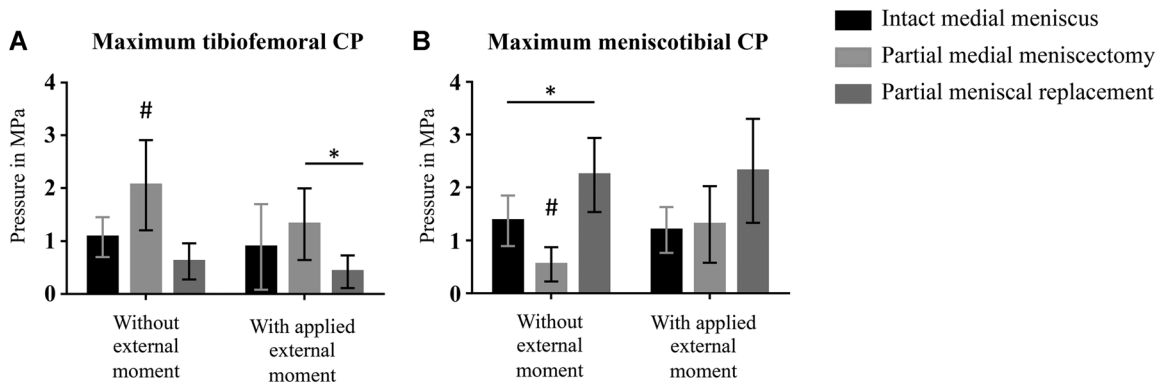 A
Maximum tibiofemoral CP
Pressure in MPa
4
3
2
1
0
#
*
Without
external
moment
With applied
external
moment
B
Maximum meniscotibial CP
Pressure in MPa
4
3
2
1
0
*
#
Without
external
moment
With applied
external
moment
Intact medial meniscus
Partial medial meniscectomy
Partial meniscal replacement